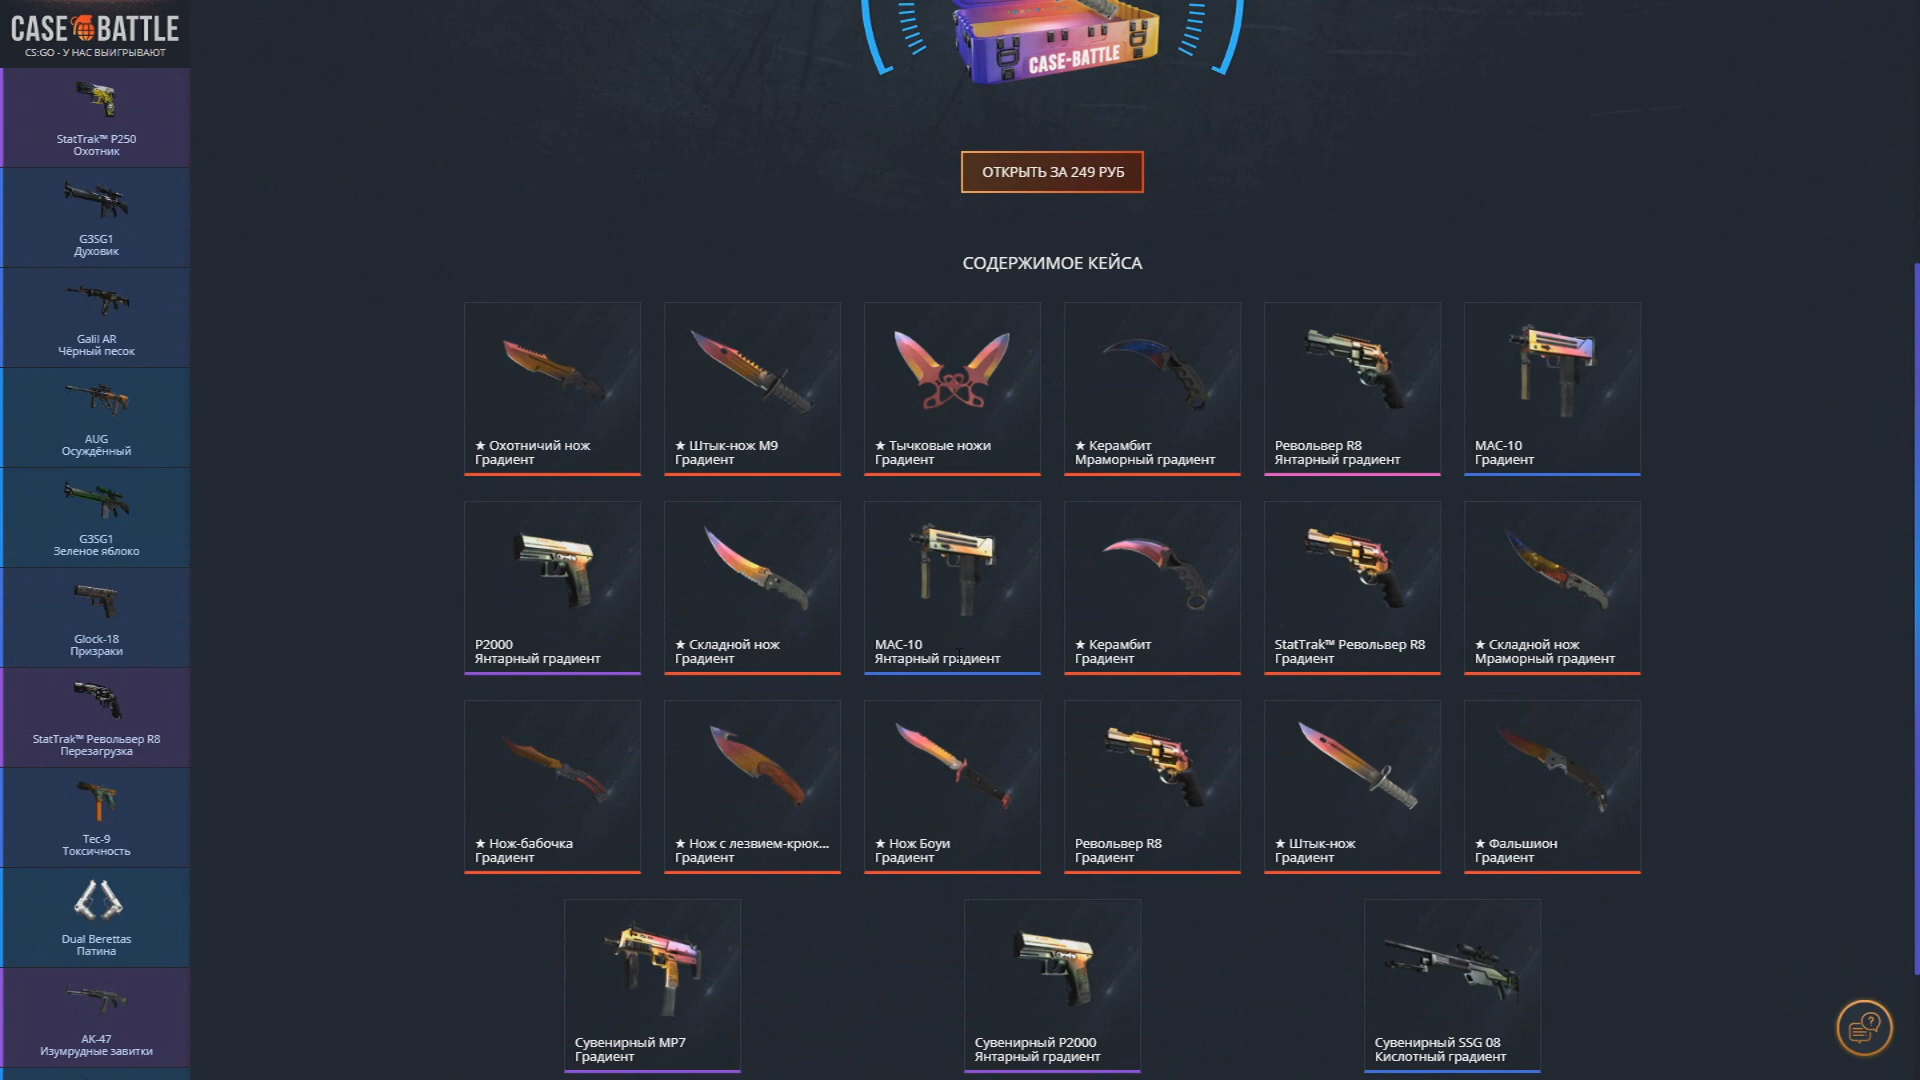 CASE BATTLE
CS:GO - У НАС ВЫИГРЫВАЮТ
StatTrak™ P250
Охотник
G3SG1
Духовик
Galil AR
Чёрный песок
AUG
Осуждённый
G3SG1
Зеленое яблоко
Glock-18
Призраки
StatTrak™ Револьвер R8
Перезагрузка
Tec-9
Токсичность
Dual Berettas
Патина
AK-47
Изумрудные завитки
CASE-BATTLE
ОТКРЫТЬ ЗА 249 РУБ
СОДЕРЖИМОЕ КЕЙСА
★ Охотничий нож
Градиент
★ Штык-нож M9
Градиент
★ Тычковые ножи
Градиент
★ Керамбит
Мраморный градиент
Револьвер R8
Янтарный градиент
MAC-10
Градиент
P2000
Янтарный градиент
★ Складной нож
Градиент
MAC-10
Янтарный градиент
★ Керамбит
Градиент
StatTrak™ Револьвер R8
Градиент
★ Складной нож
Мраморный градиент
★ Нож-бабочка
Градиент
★ Нож с лезвием-крюк...
Градиент
★ Нож Боуи
Градиент
Револьвер R8
Градиент
★ Штык-нож
Градиент
★ Фальшион
Градиент
Сувенирный MP7
Градиент
Сувенирный P2000
Янтарный градиент
Сувенирный SSG 08
Кислотный градиент